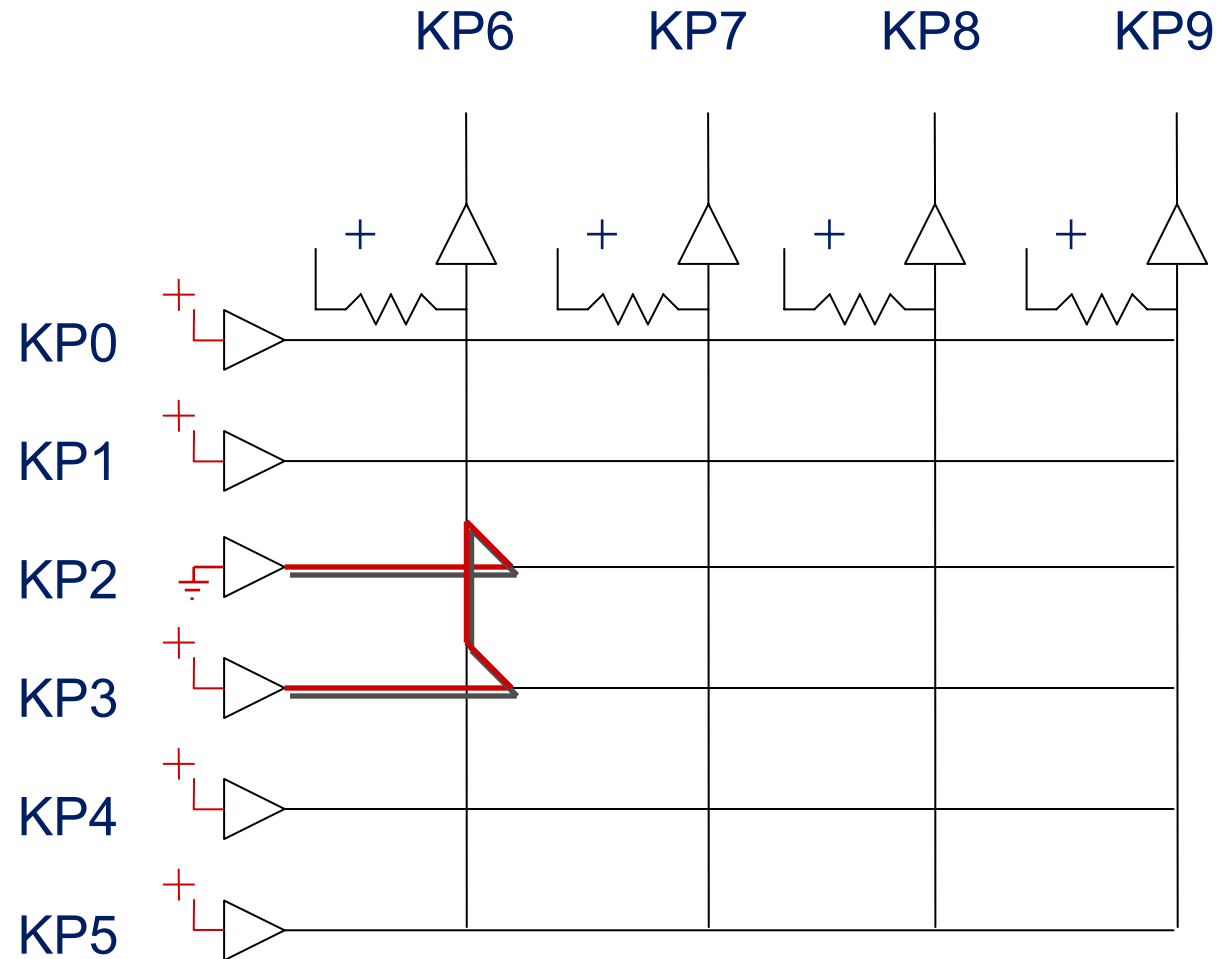 KP6 KP7 KP8 KP9
+ + + +
+
KP0
+
KP1
KP2
+
KP3
+
KP4
+
KP5